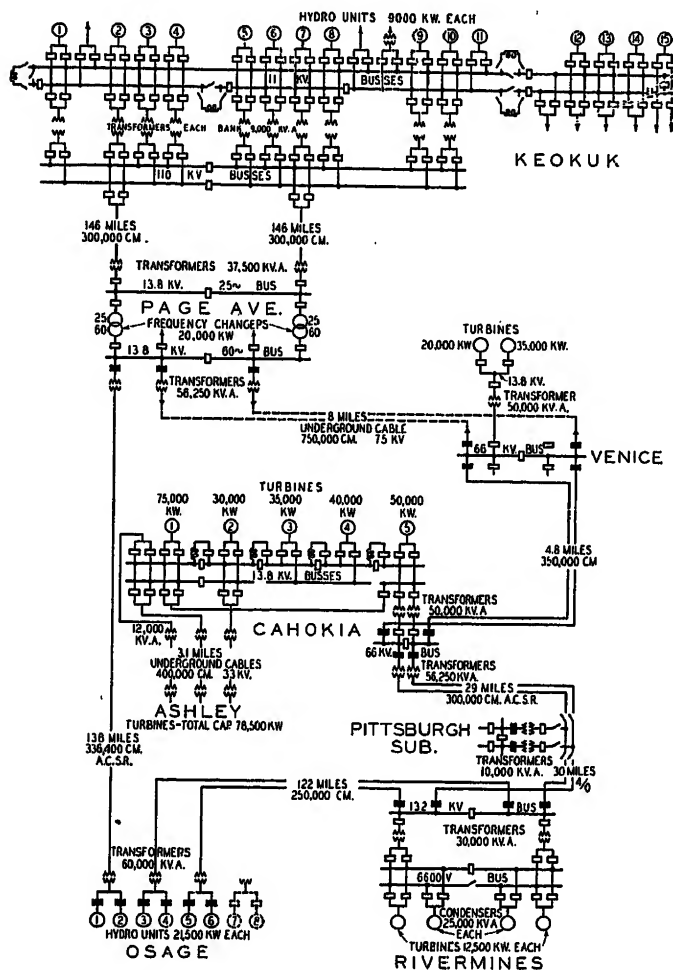 HYDRO UNITS 9000 KW. EACH
1 2 3 4 5 6 7 8 9 10 11 12 13 14 15
11 KV. BUSSES
TRANSFORMERS EACH BANK 9,000 KV.A
KEOKUK
110 KV BUSSES
146 MILES
300,000 CM.
146 MILES
300,000 CM.
TRANSFORMERS 37,500 KV.A.
13.8 KV. 25~ BUS
PAGE AVE.
25
60
FREQUENCY CHANGERS
20,000 KW
25
60
13.8 KV. 60~ BUS
TRANSFORMERS
56,250 KV.A.
TURBINES
20,000 KW
35,000 KW.
13.8 KV.
TRANSFORMER
50,000 KV.A.
8 MILES
UNDERGROUND CABLE
750,000 CM. 75 KV
66 KV. BUS
VENICE
TURBINES
75,000 KW.
30,000 KW
35,000 KW
40,000 KW.
50,000 KW.
1 2 3 4 5
13.8 KV. BUSSES
4.8 MILES
350,000 CM
TRANSFORMERS
50,000 KV.A
CAHOKIA
12,000
KV.A.
66 KV. BUS
TRANSFORMERS
56,250 KV.A.
3.1 MILES
UNDERGROUND CABLES
400,000 CM. 33 KV.
29 MILES
300,000 CM. A.C.S.R.
ASHLEY
TURBINES-TOTAL CAP 78,500 KW
PITTSBURGH
SUB.
TRANSFORMERS
10,000 KV.A.
30 MILES
4/0
138 MILES
336,400 CM.
A.C.S.R.
122 MILES
250,000 CM.
132 KV BUS
TRANSFORMERS
30,000 KV.A.
TRANSFORMERS
60,000 KV.A.
6600 V BUS
1 2 3 4 5 6 7 8
HYDRO UNITS 21,500 KW EACH
OSAGE
CONDENSERS
25,000 KVA
EACH
TURBINES 12,500 KW. EACH
RIVERMINES